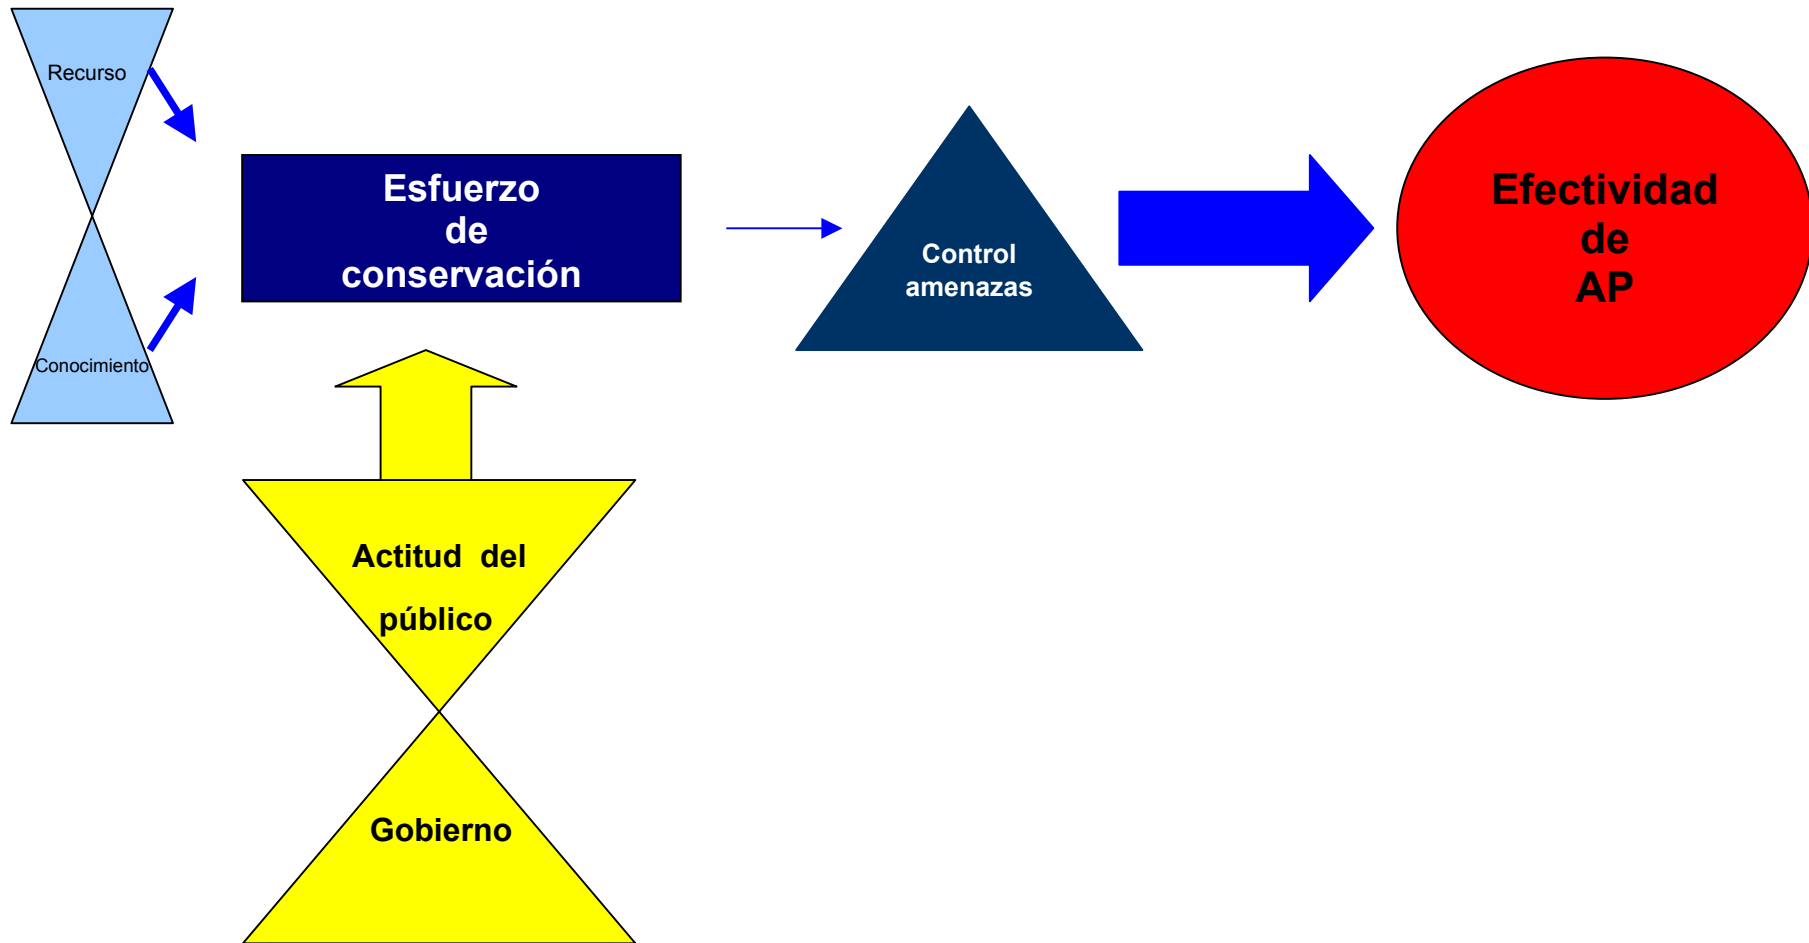 Recurso
Conocimiento
Esfuerzo
de
conservación
Control
amenazas
Efectividad
de
AP
Actitud del
público
Gobierno